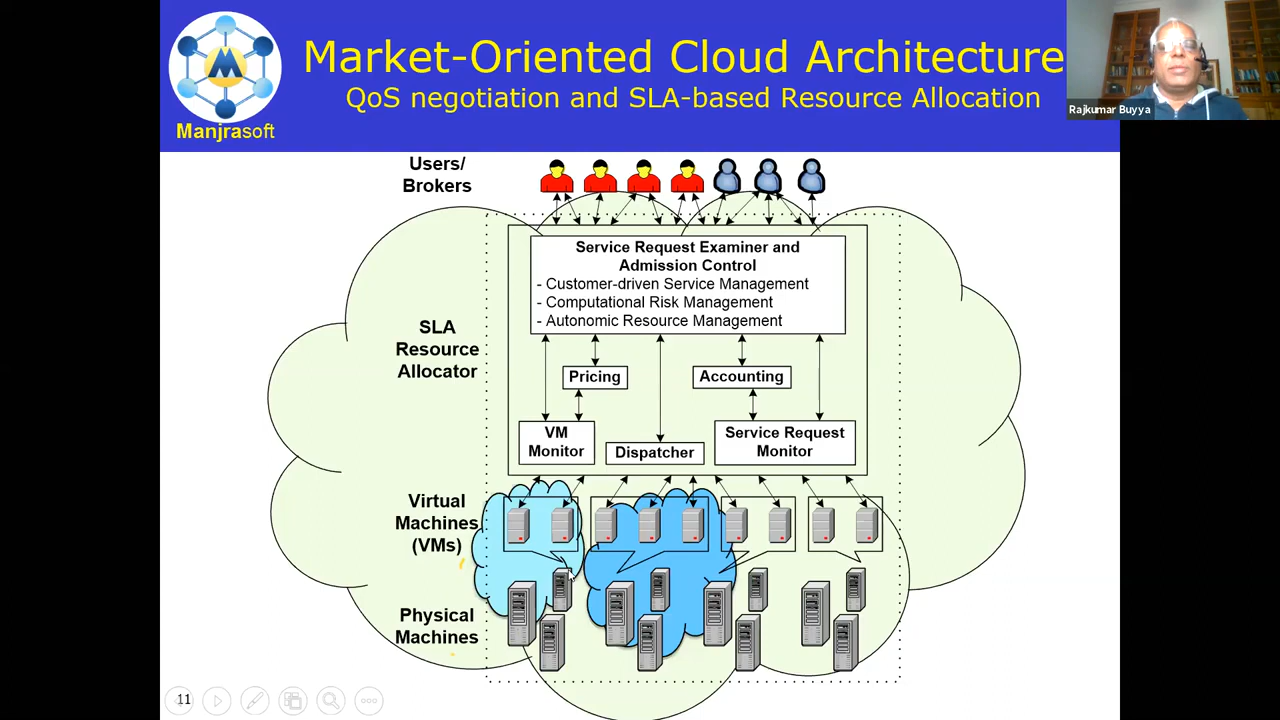 Market-Oriented Cloud Architecture
QoS negotiation and SLA-based Resource Allocation
Manjrasoft
Rajkumar Buyya
Users/
Brokers
Service Request Examiner and
Admission Control
- Customer-driven Service Management
- Computational Risk Management
- Autonomic Resource Management
SLA
Resource
Allocator
Pricing
Accounting
VM
Monitor
Dispatcher
Service Request
Monitor
Virtual
Machines
(VMs)
Physical
Machines
11